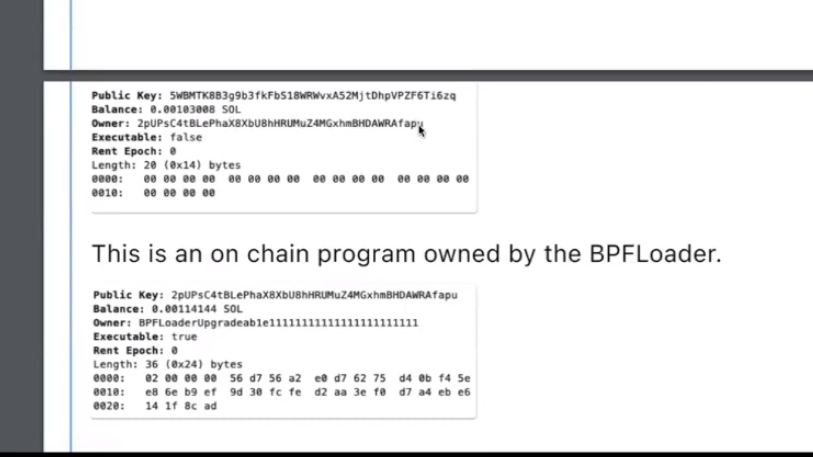 Public Key: 5WBMTK8B3g9b3fkFbS18WRWvxA52MjtDhpVPZF6Ti6zq
Balance: 0.00103008 SOL
Owner: 2pUPsC4tBLePhaX8XbU8hHRUMuZ4MGxhmBHDAWRAfapu
Executable: false
Rent Epoch: 0
Length: 20 (0x14) bytes
0000: 00 00 00 00 00 00 00 00 00 00 00 00 00 00 00 00
0010: 00 00 00 00
This is an on chain program owned by the BPFLoader.
Public Key: 2pUPsC4tBLePhaX8XbU8hHRUMuZ4MGxhmBHDAWRAfapu
Balance: 0.00114144 SOL
Owner: BPFLoaderUpgradeab1e11111111111111111111111
Executable: true
Rent Epoch: 0
Length: 36 (0x24) bytes
0000: 02 00 00 00 56 d7 56 a2 e0 d7 62 75 d4 0b f4 5e
0010: e8 6e b9 ef 9d 30 fc fe d2 aa 3e f0 d7 a4 eb e6
0020: 14 1f 8c ad